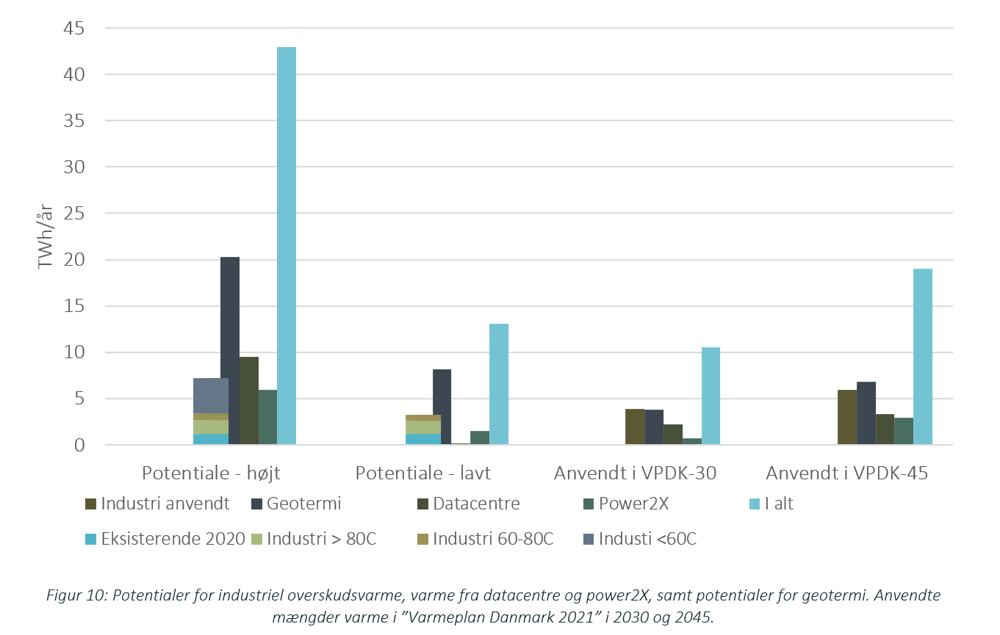 45
40
35
30
25
20
15
10
5
0
TWh/år
Potentiale - højt
Potentiale - lavt
Anvendt i VPDK-30
Anvendt i VPDK-45
Industri anvendt
Geotermi
Datacentre
Power2X
I alt
Eksisterende 2020
Industri > 80C
Industri 60-80C
Industi <60C
Figur 10: Potentialer for industriel overskudsvarme, varme fra datacentre og power2X, samt potentialer for geotermi. Anvendte
mængder varme i ”Varmeplan Danmark 2021” i 2030 og 2045.